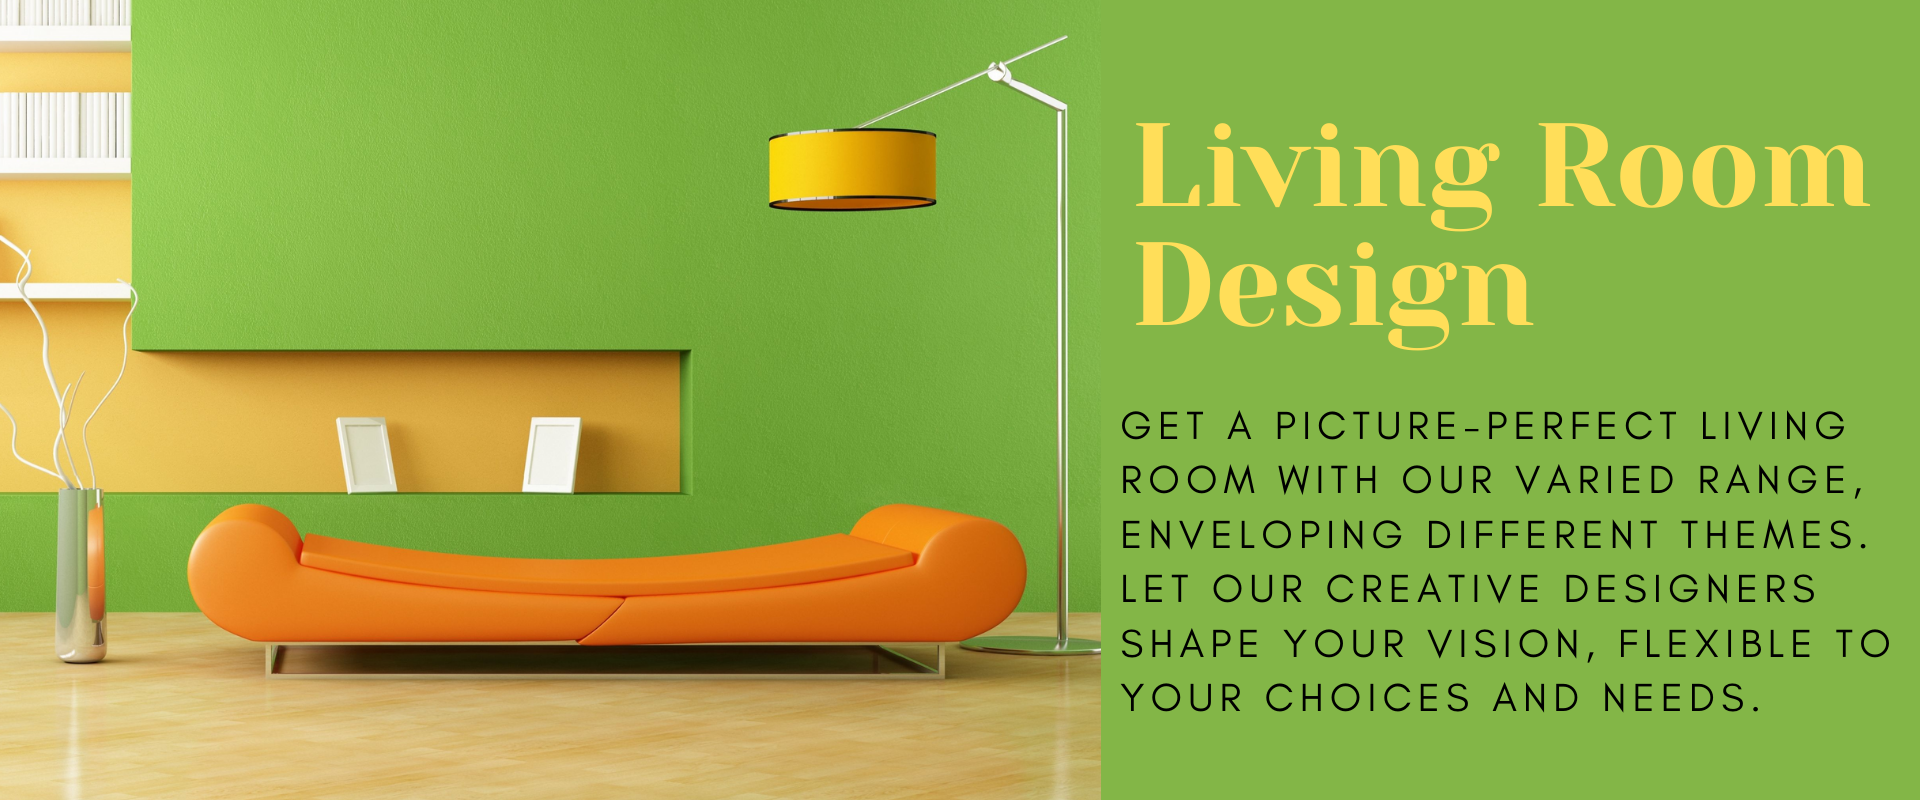 Living Room
Design
GET A PICTURE-PERFECT LIVING
ROOM WITH OUR VARIED RANGE,
ENVELOPING DIFFERENT THEMES.
LET OUR CREATIVE DESIGNERS
SHAPE YOUR VISION, FLEXIBLE TO
YOUR CHOICES AND NEEDS.